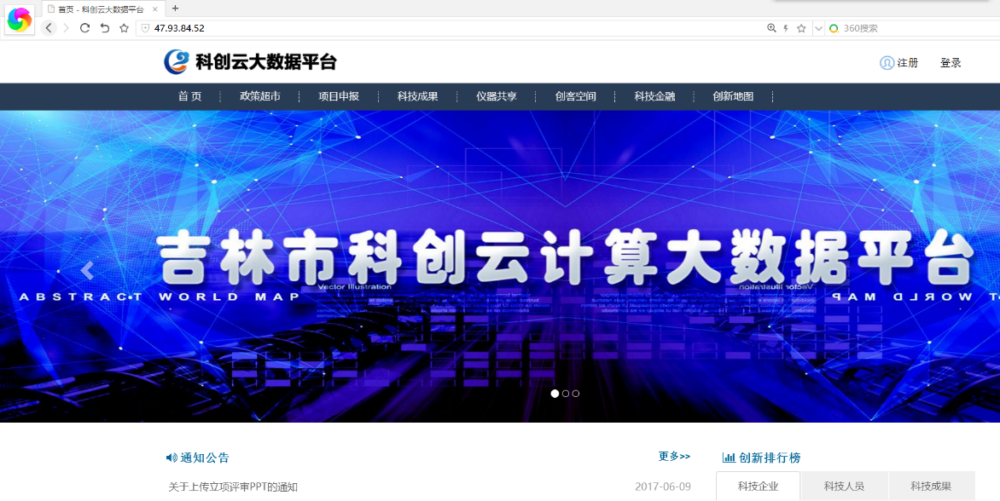 首页 - 科创云大数据平台
47.93.84.52
360搜索
科创云大数据平台
注册 登录
首 页 政策超市 项目申报 科技成果 仪器共享 创客空间 科技金融 创新地图
吉林市科创云计算大数据平台
Vector Illustration
ABSTRACT WORLD MAP
通知公告 更多>>
关于上传立项评审PPT的通知 2017-06-09
创新排行榜
科技企业 科技人员 科技成果